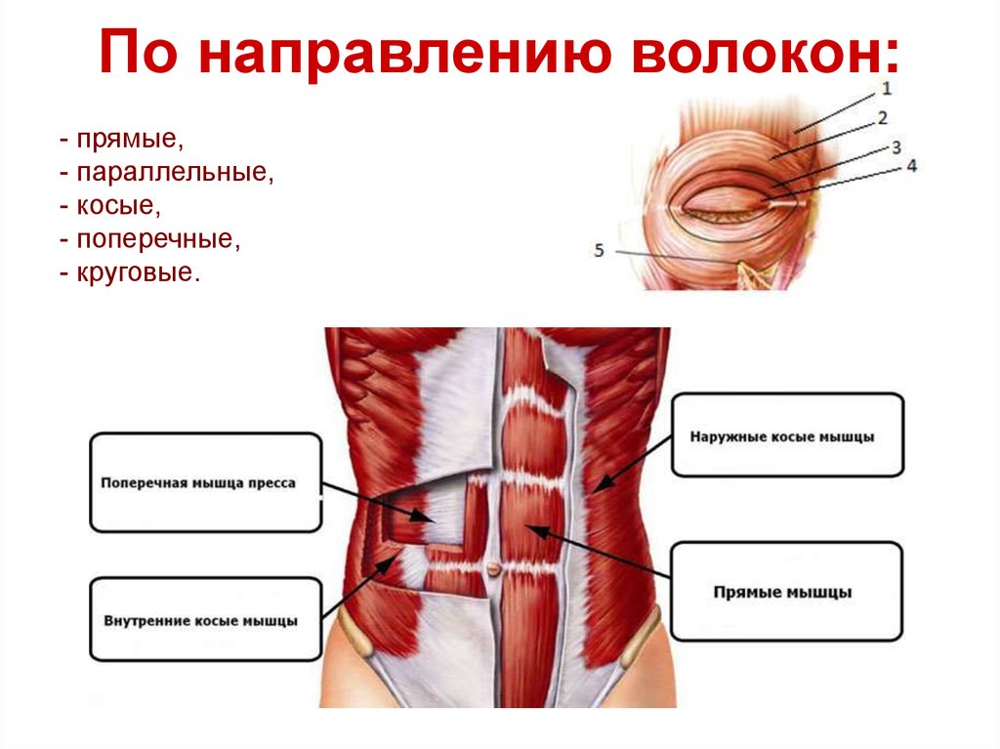 По направлению волокон:
- прямые,
- параллельные,
- косые,
- поперечные,
- круговые.
1
2
3
4
5
Наружные косые мышцы
Поперечная мышца пресса
Прямые мышцы
Внутренние косые мышцы